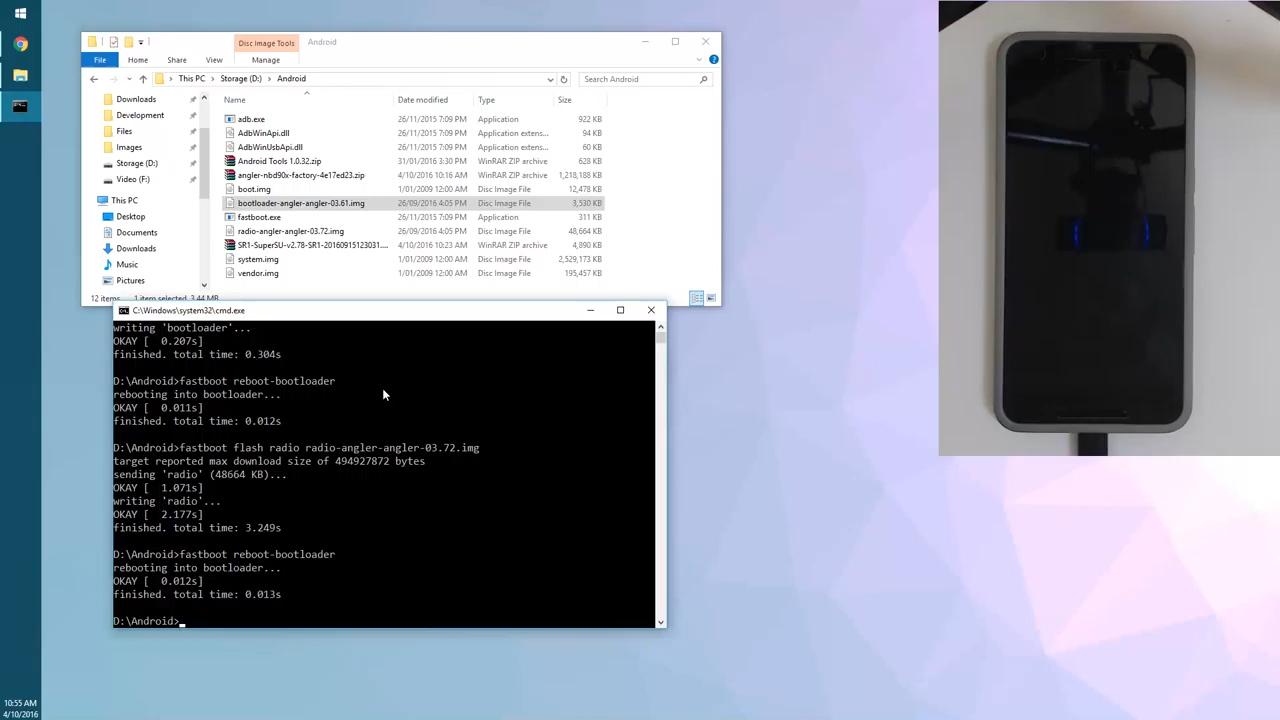 Disc Image Tools
Android
File
Home
Share
View
Manage
This PC
Storage (D:)
Android
Search Android
Downloads
Development
Files
Images
Storage (D:)
Video (F:)
This PC
Desktop
Documents
Downloads
Music
Pictures
Name Date modified Type Size
adb.exe 26/11/2015 7:09 PM Application 922 KB
AdbWinApi.dll 26/11/2015 7:09 PM Application extens... 94 KB
AdbWinUsbApi.dll 26/11/2015 7:09 PM Application extens... 60 KB
Android Tools 1.0.32.zip 31/01/2016 3:30 PM WinRAR ZIP archive 628 KB
angler-nbd90x-factory-4e17ed23.zip 4/10/2016 10:16 AM WinRAR ZIP archive 1,218,188 KB
boot.img 1/01/2009 12:00 AM Disc Image File 12,478 KB
bootloader-angler-angler-03.61.img 26/09/2016 4:05 PM Disc Image File 3,530 KB
fastboot.exe 26/11/2015 7:09 PM Application 311 KB
radio-angler-angler-03.72.img 26/09/2016 4:05 PM Disc Image File 48,664 KB
SR1-SuperSU-v2.78-SR1-20160915123031.... 4/10/2016 10:23 AM WinRAR ZIP archive 4,890 KB
system.img 1/01/2009 12:00 AM Disc Image File 2,529,173 KB
vendor.img 1/01/2009 12:00 AM Disc Image File 195,457 KB
12 items 1 item selected 3.44 MB
C:\Windows\system32\cmd.exe
writing 'bootloader'...
OKAY [  0.207s]
finished. total time: 0.304s
D:\Android>fastboot reboot-bootloader
rebooting into bootloader...
OKAY [  0.011s]
finished. total time: 0.012s
D:\Android>fastboot flash radio radio-angler-angler-03.72.img
target reported max download size of 494927872 bytes
sending 'radio' (48664 KB)...
OKAY [  1.071s]
writing 'radio'...
OKAY [  2.177s]
finished. total time: 3.249s
D:\Android>fastboot reboot-bootloader
rebooting into bootloader...
OKAY [  0.012s]
finished. total time: 0.013s
D:\Android>_
10:55 AM
4/10/2016